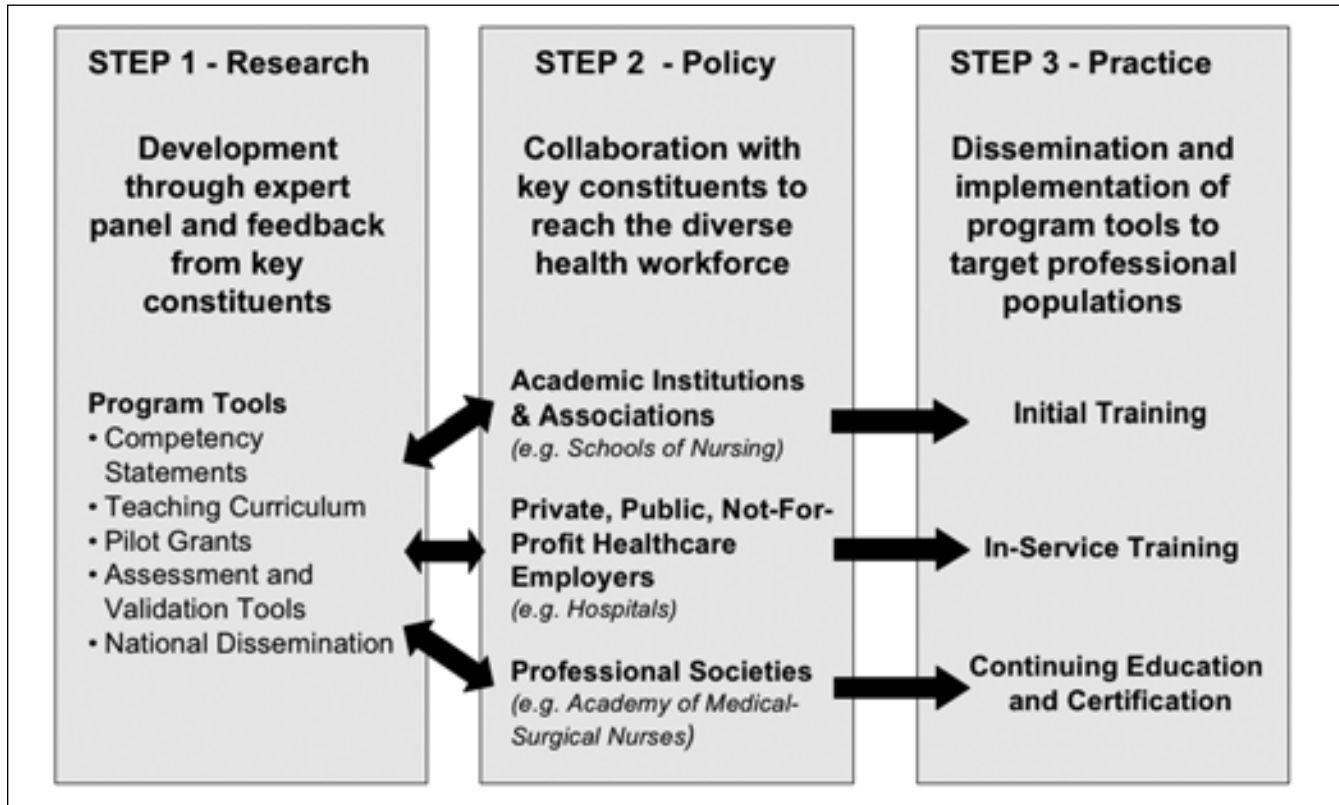 STEP 1 - Research
Development
through expert
panel and feedback
from key
constituents
Program Tools
• Competency
Statements
• Teaching Curriculum
• Pilot Grants
• Assessment and
Validation Tools
• National Dissemination
STEP 2 - Policy
Collaboration with
key constituents to
reach the diverse
health workforce
Academic Institutions
& Associations
(e.g. Schools of Nursing)
Private, Public, Not-For-
Profit Healthcare
Employers
(e.g. Hospitals)
Professional Societies
(e.g. Academy of Medical-
Surgical Nurses)
STEP 3 - Practice
Dissemination and
implementation of
program tools to
target professional
populations
Initial Training
In-Service Training
Continuing Education
and Certification